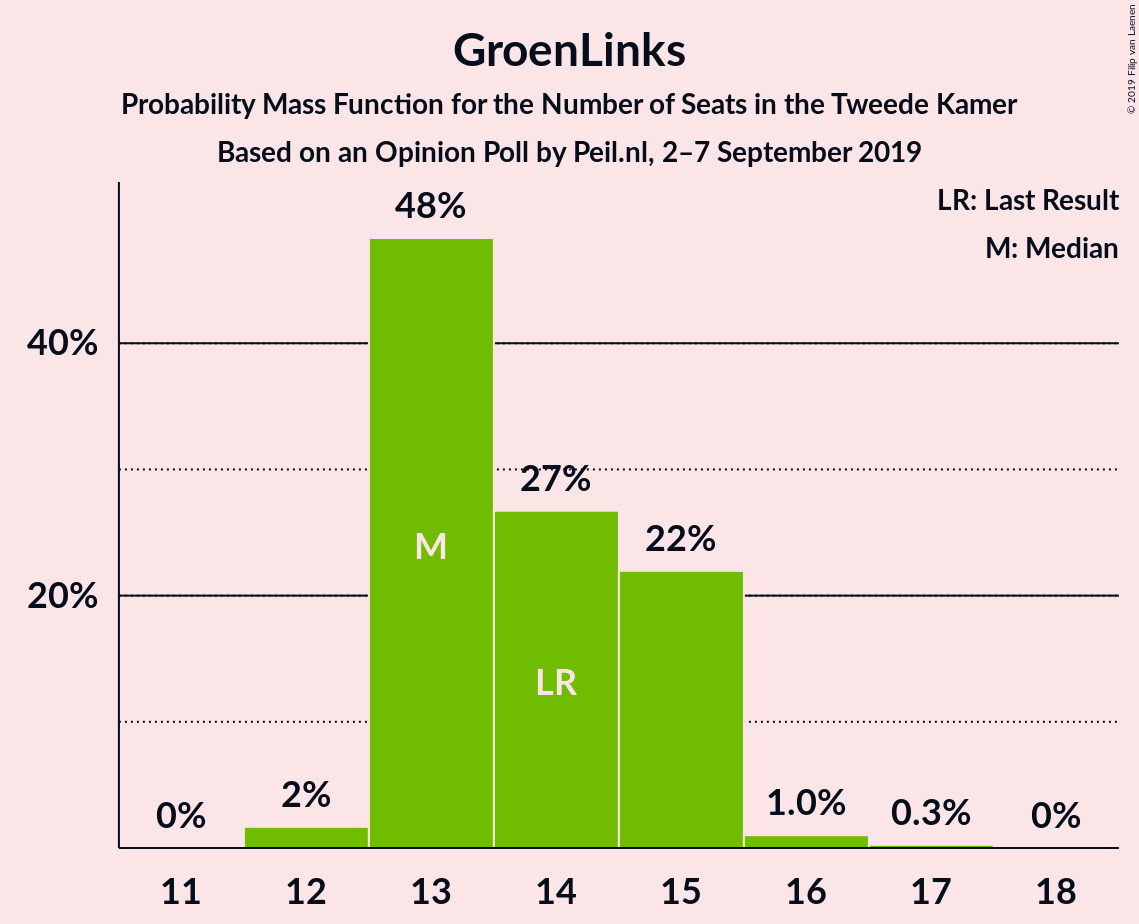 GroenLinks
Probability Mass Function for the Number of Seats in the Tweede Kamer
Based on an Opinion Poll by Peil.nl, 2–7 September 2019
© 2019 Filip van Laenen
LR: Last Result
M: Median
48%
40%
27%
M
22%
20%
LR
0%
2%
1.0%
0.3%
0%
11 12 13 14 15 16 17 18